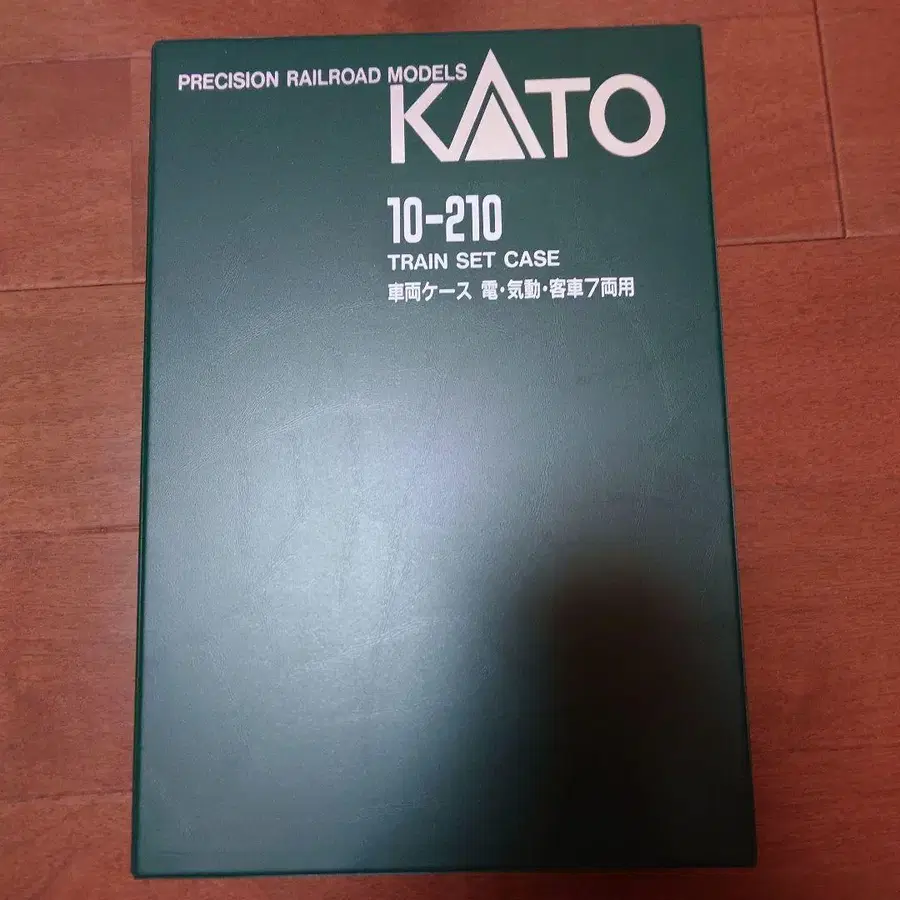 PRECISION RAILROAD MODELS
KATO
10-210
TRAIN SET CASE
車両ケース 電・気動・客車7両用